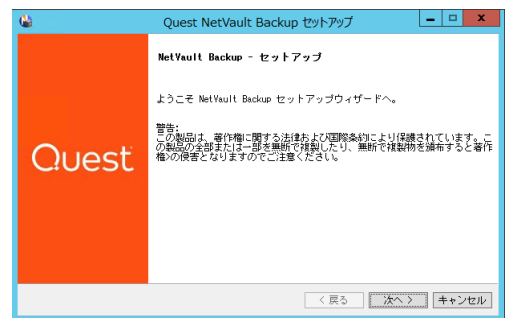 Quest NetVault Backup セットアップ
NetVault Backup - セットアップ
ようこそ NetVault Backup セットアップウィザードへ。
警告:
この製品は、著作権に関する法律および国際条約により保護されています。こ
の製品の全部または一部を無断で複製したり、無断で複製物を頒布すると著作
権の侵害となりますのでご注意ください。
Quest
< 戻る
次へ >
キャンセル